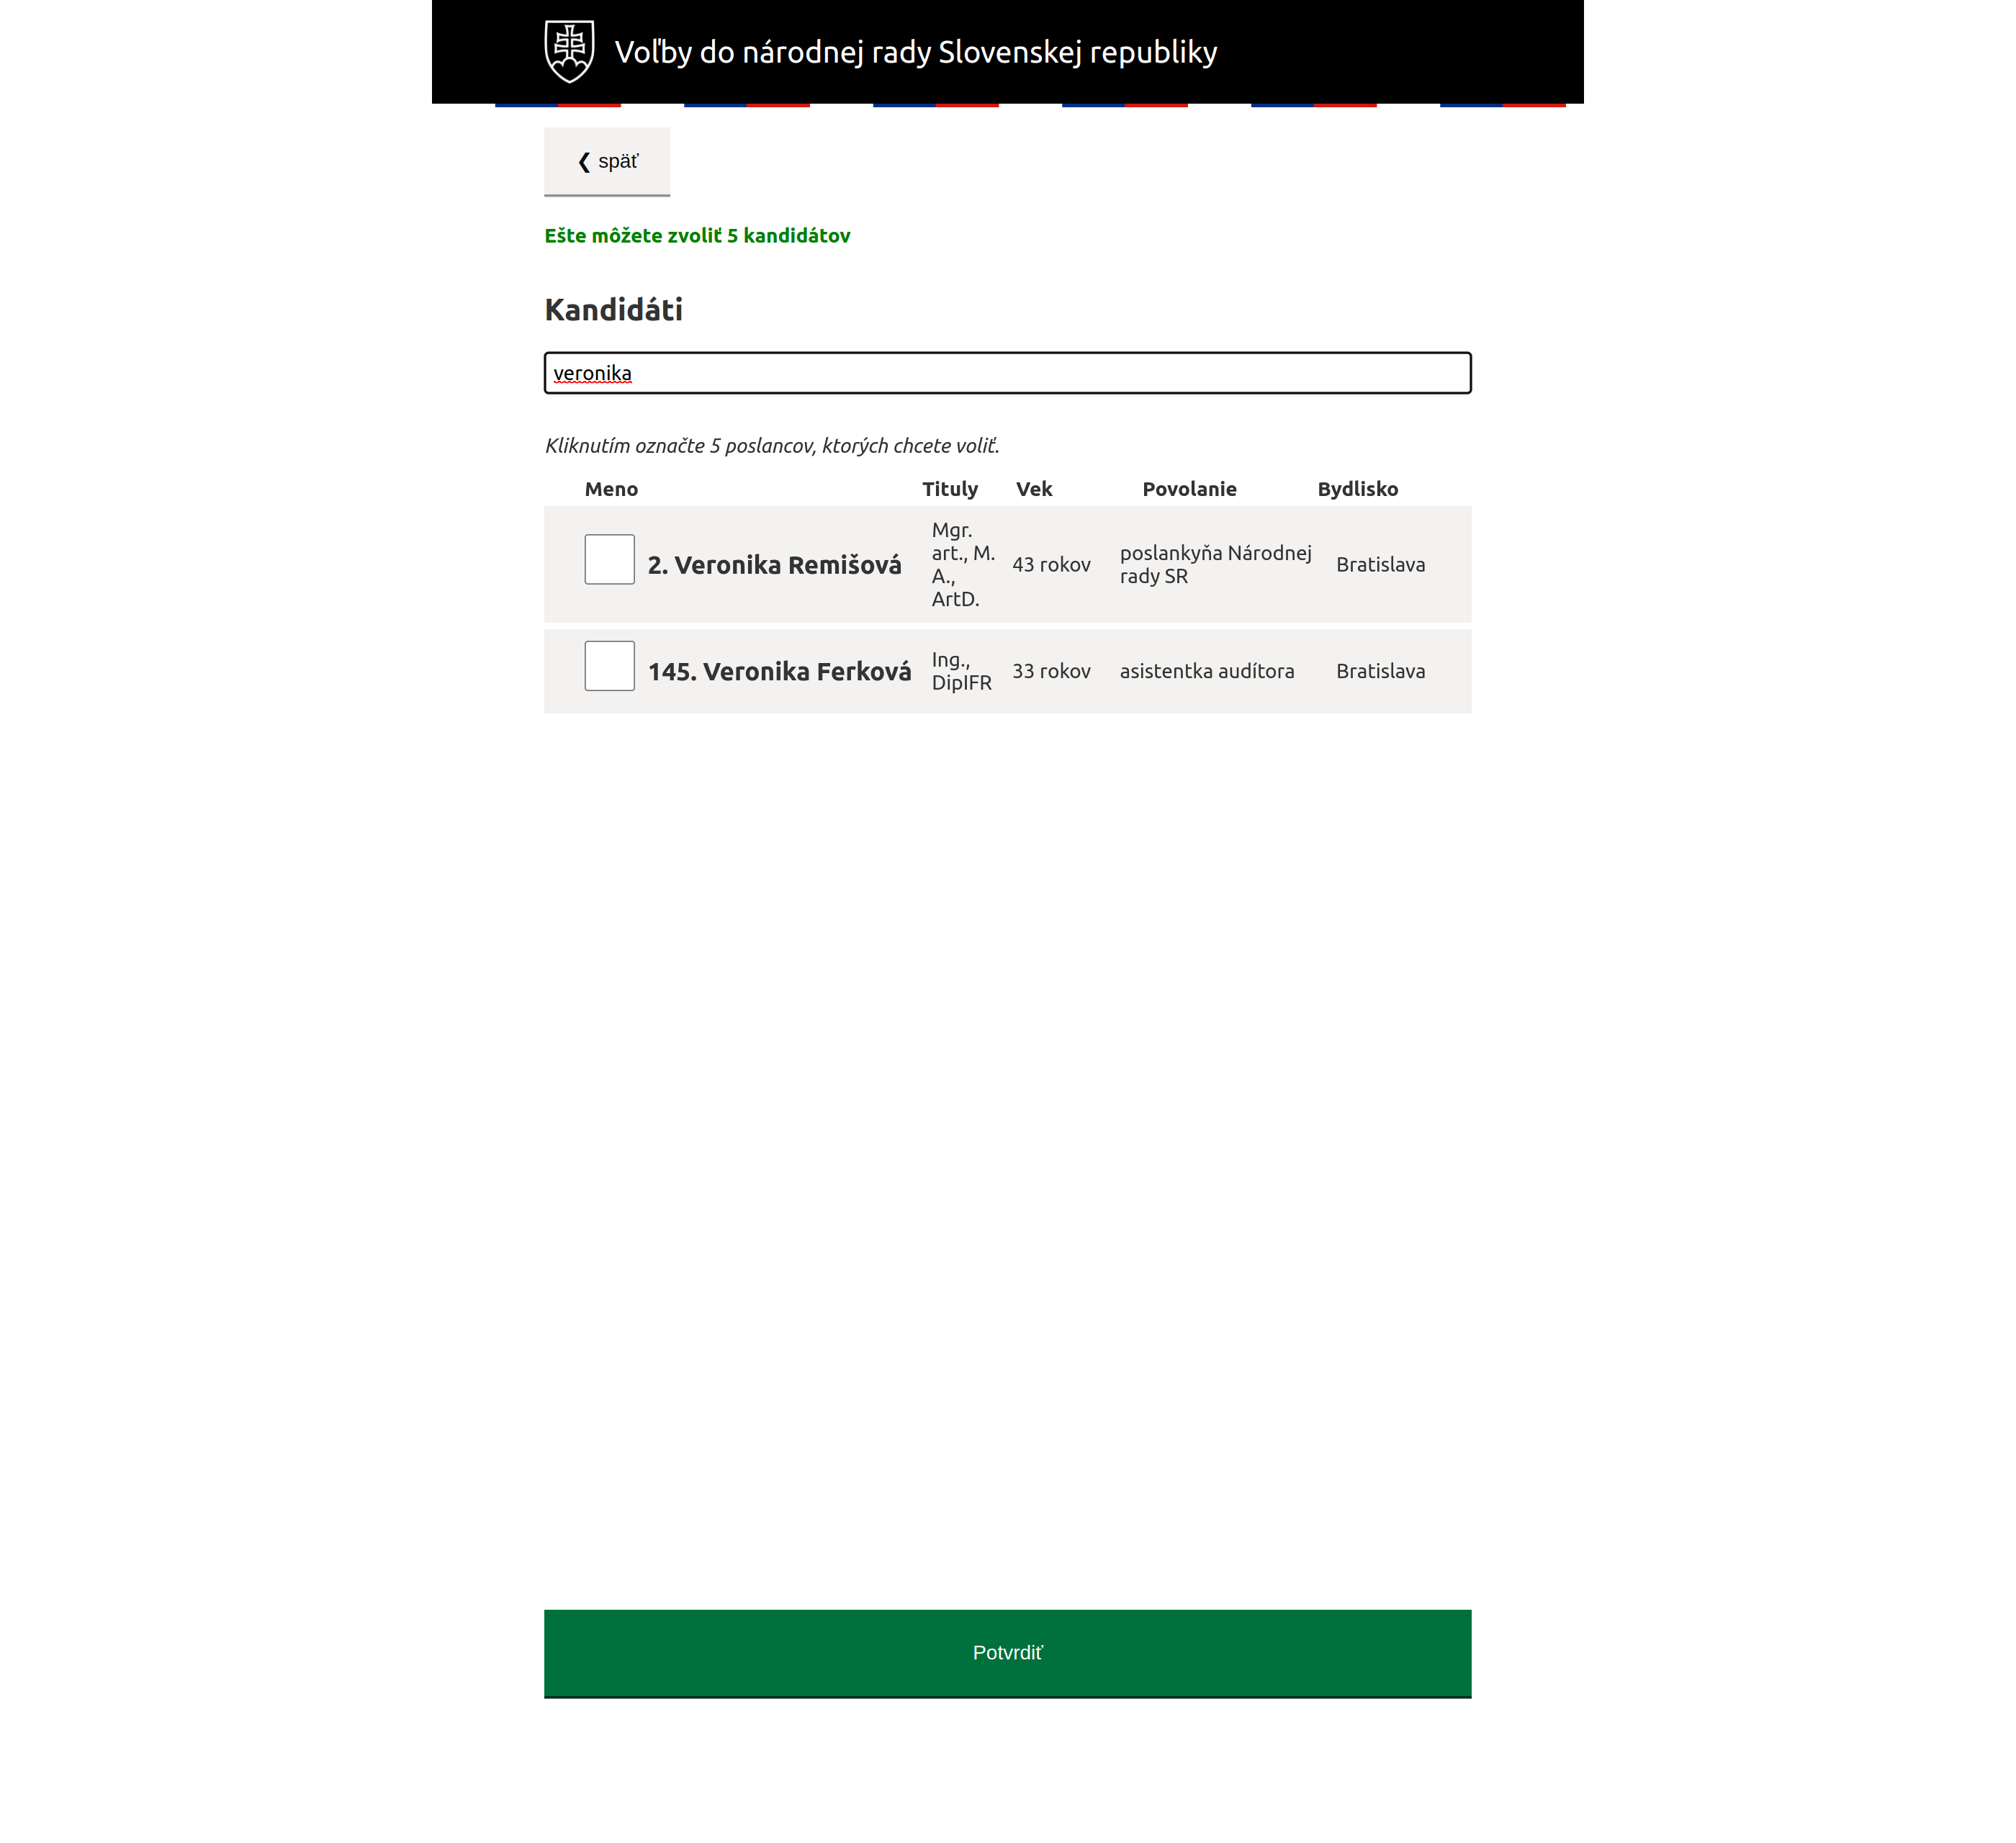 Voľby do národnej rady Slovenskej republiky
❮ späť
Ešte môžete zvoliť 5 kandidátov
Kandidáti
veronika
Kliknutím označte 5 poslancov, ktorých chcete voliť.
Meno Tituly Vek Povolanie Bydlisko
2. Veronika Remišová
Mgr.
art., M.
A.,
ArtD.
43 rokov
poslankyňa Národnej
rady SR
Bratislava
145. Veronika Ferková
Ing.,
DipIFR
33 rokov
asistentka audítora
Bratislava
Potvrdiť